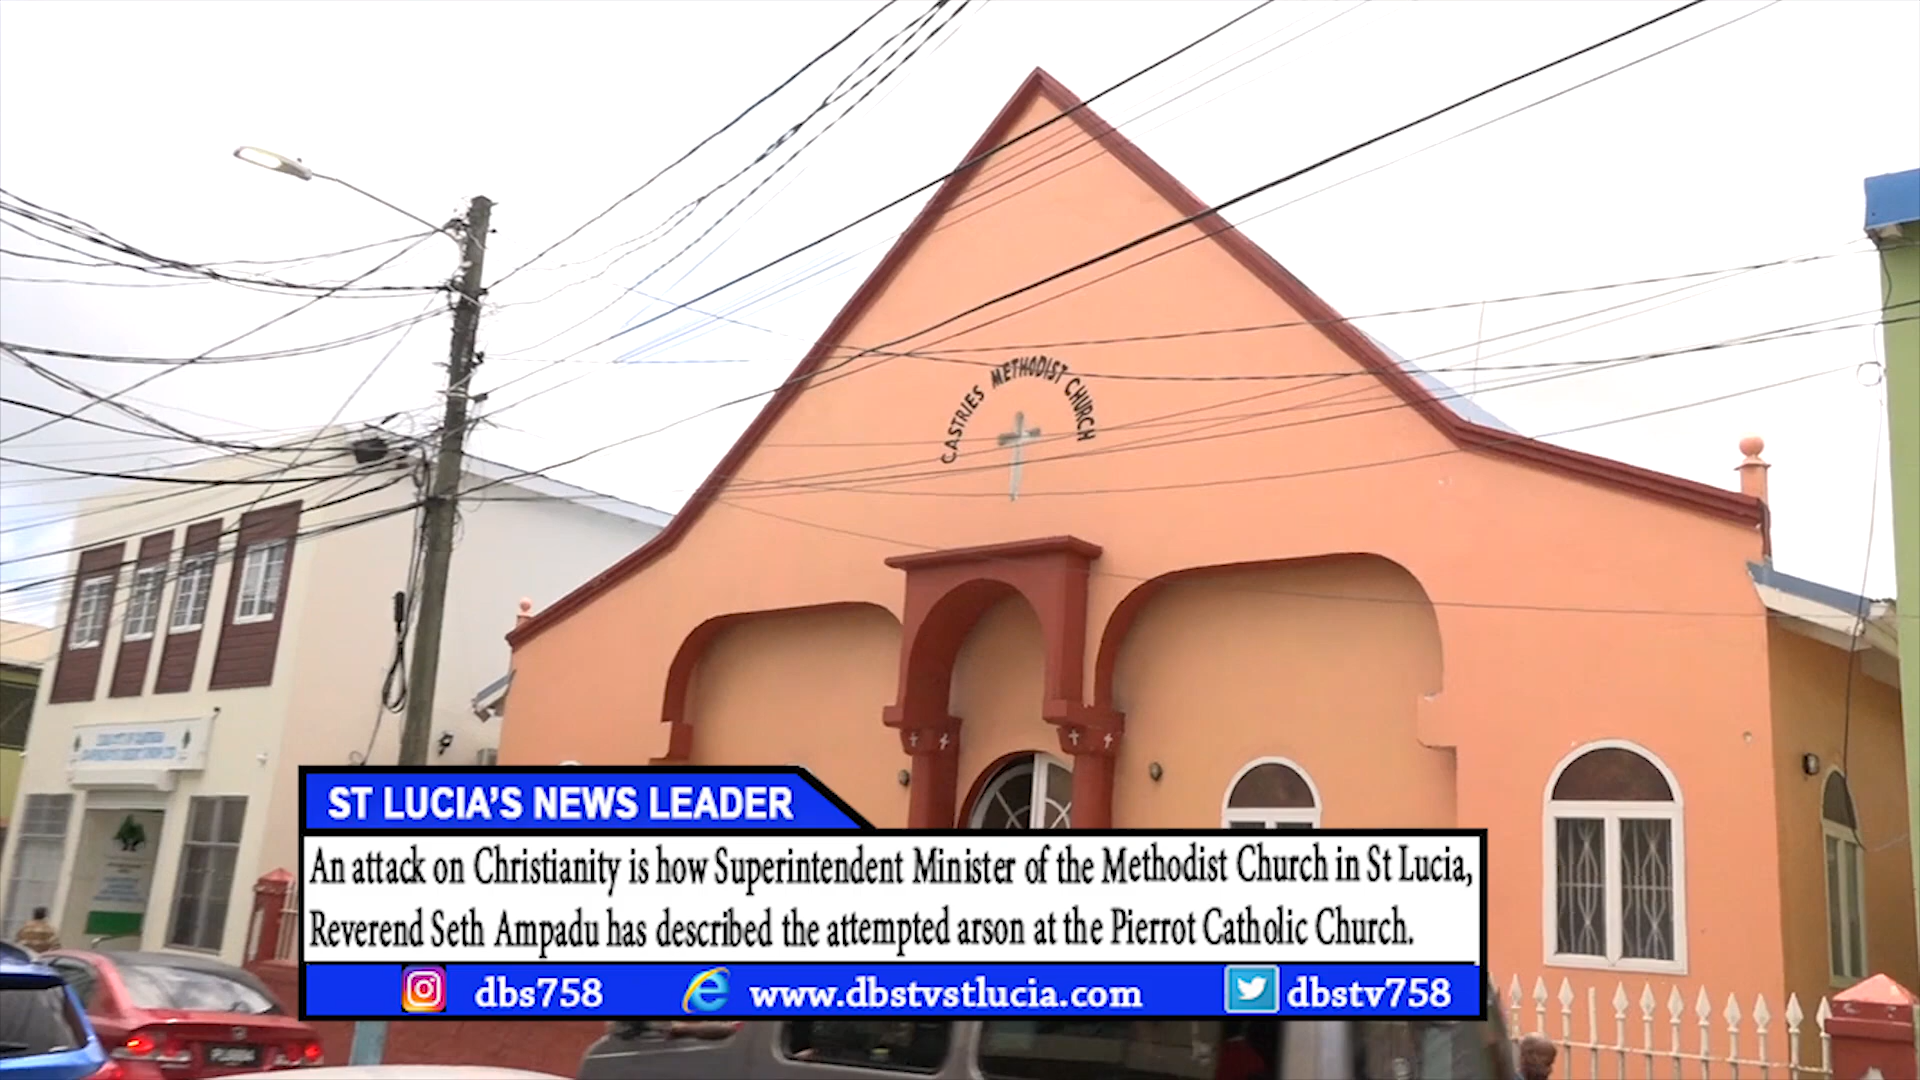 CASTRIES METHODIST CHURCH
ST LUCIA'S NEWS LEADER
An attack on Christianity is how Superintendent Minister of the Methodist Church in St Lucia,
Reverend Seth Ampadu has described the attempted arson at the Pierrot Catholic Church.
dbs758
www.dbstvstlucia.com
dbstv758